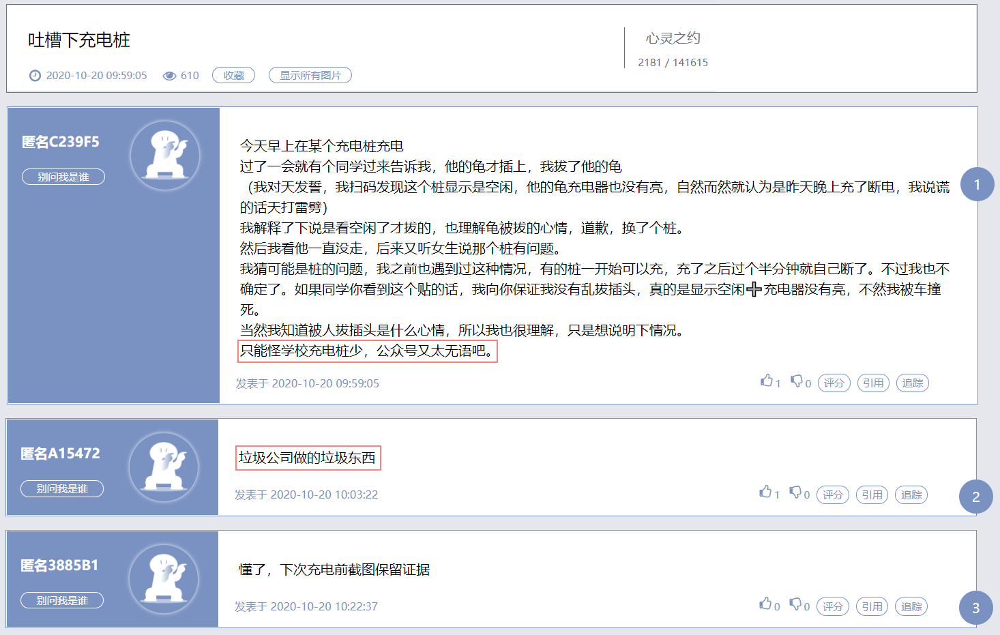 吐槽下充电桩
心灵之约
2020-10-20 09:59:05 610 收藏 显示所有图片
2181 / 141615
匿名C239F5
别问我是谁
今天早上在某个充电桩充电
过了一会就有个同学过来告诉我，他的龟才插上，我拔了他的龟
（我对天发誓，我扫码发现这个桩显示是空闲，他的龟充电器也没有亮，自然而然就认为是昨天晚上充了断电，我说谎
的话天打雷劈）
我解释了下说是看空闲了才拔的，也理解龟被拔的心情，道歉，换了个桩。
然后我看他一直没走，后来又听女生说那个桩有问题。
我猜可能是桩的问题，我之前也遇到过这种情况，有的桩一开始可以充，充了之后过个半分钟就自己断了。不过我也不
确定了。如果同学你看到这个贴的话，我向你保证我没有乱拔插头，真的是显示空闲➕充电器没有亮，不然我被车撞
死。
当然我知道被人拔插头是什么心情，所以我也很理解，只是想说明下情况。
只能怪学校充电桩少，公众号又太无语吧。
发表于 2020-10-20 09:59:05 1 0 评分 引用 追踪
1
匿名A15472
别问我是谁
垃圾公司做的垃圾东西
发表于 2020-10-20 10:03:22 1 0 评分 引用 追踪
2
匿名3885B1
别问我是谁
懂了，下次充电前截图保留证据
发表于 2020-10-20 10:22:37 0 0 评分 引用 追踪
3